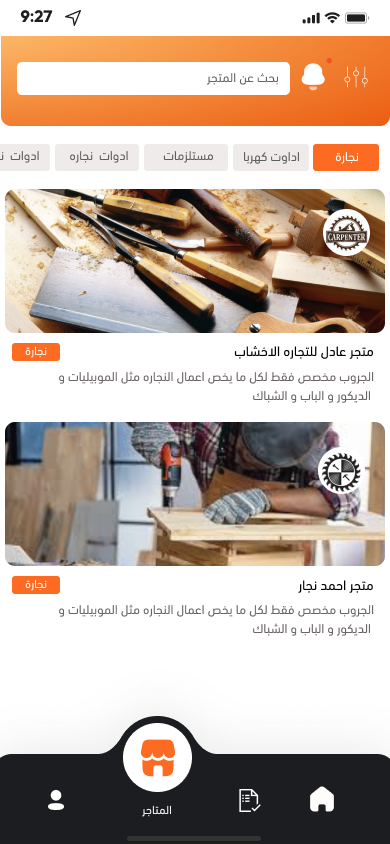 9:27
بحث عن المتجر
نجارة
اداوت كهربا
مستلزمات
ادوات نجاره
ادوات ن
CARPENTER
متجر عادل للتجاره الاخشاب
نجارة
الجروب مخصص فقط لكل ما يخص اعمال النجاره مثل الموبيليات و
الديكور و الباب و الشباك
متجر احمد نجار
نجارة
الجروب مخصص فقط لكل ما يخص اعمال النجاره مثل الموبيليات و
الديكور و الباب و الشباك
المتاجر